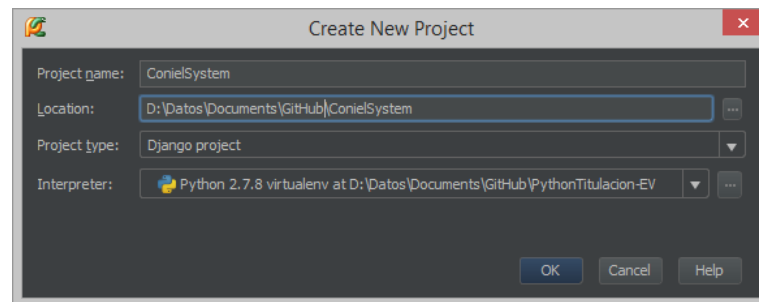 Create New Project
Project name: ConielSystem
Location: D:\Datos\Documents\GitHub\ConielSystem
Project type: Django project
Interpreter: Python 2.7.8 virtualenv at D:\Datos\Documents\GitHub\PythonTitulacion-EV
OK Cancel Help